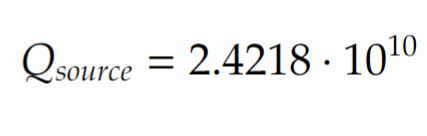 Q_source = 2.4218 · 10^10